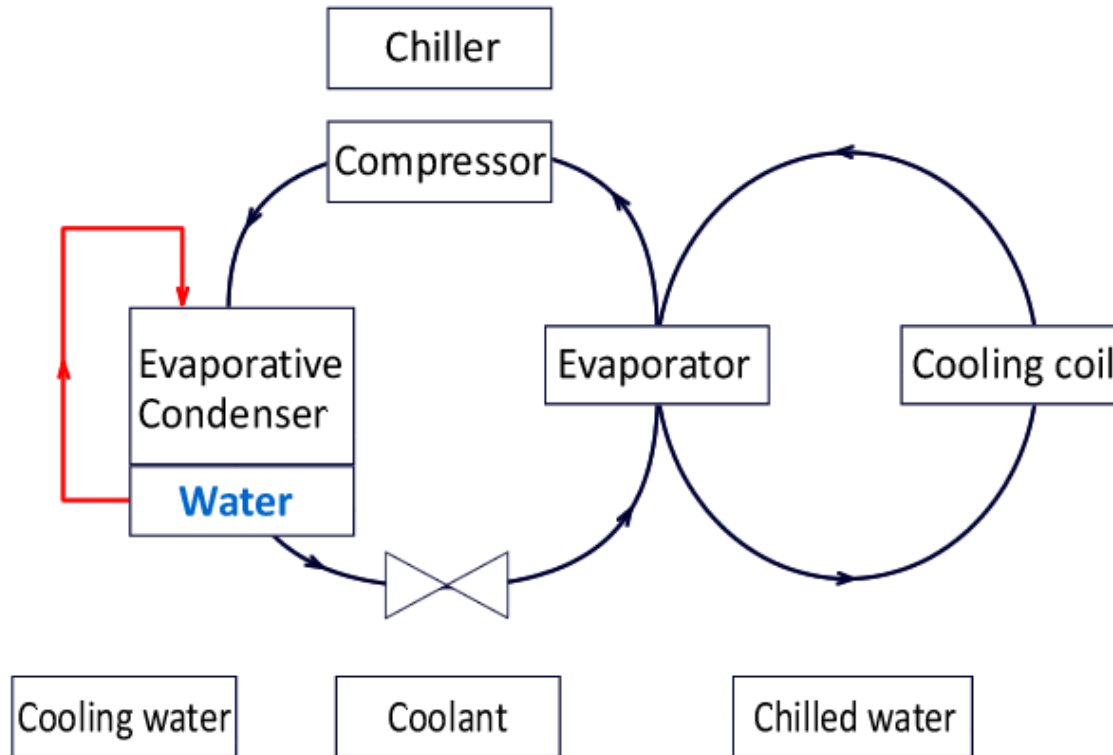 Chiller
Compressor
Evaporative
Condenser
Water
Evaporator
Cooling coil
Cooling water
Coolant
Chilled water